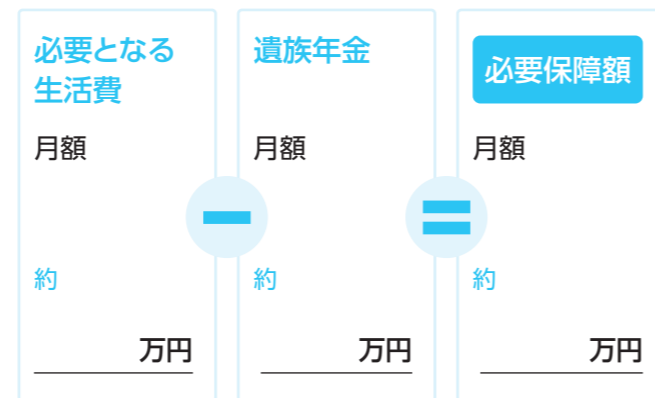 必要となる
生活費
月額
約
万円
−
遺族年金
月額
約
万円
=
必要保障額
月額
約
万円